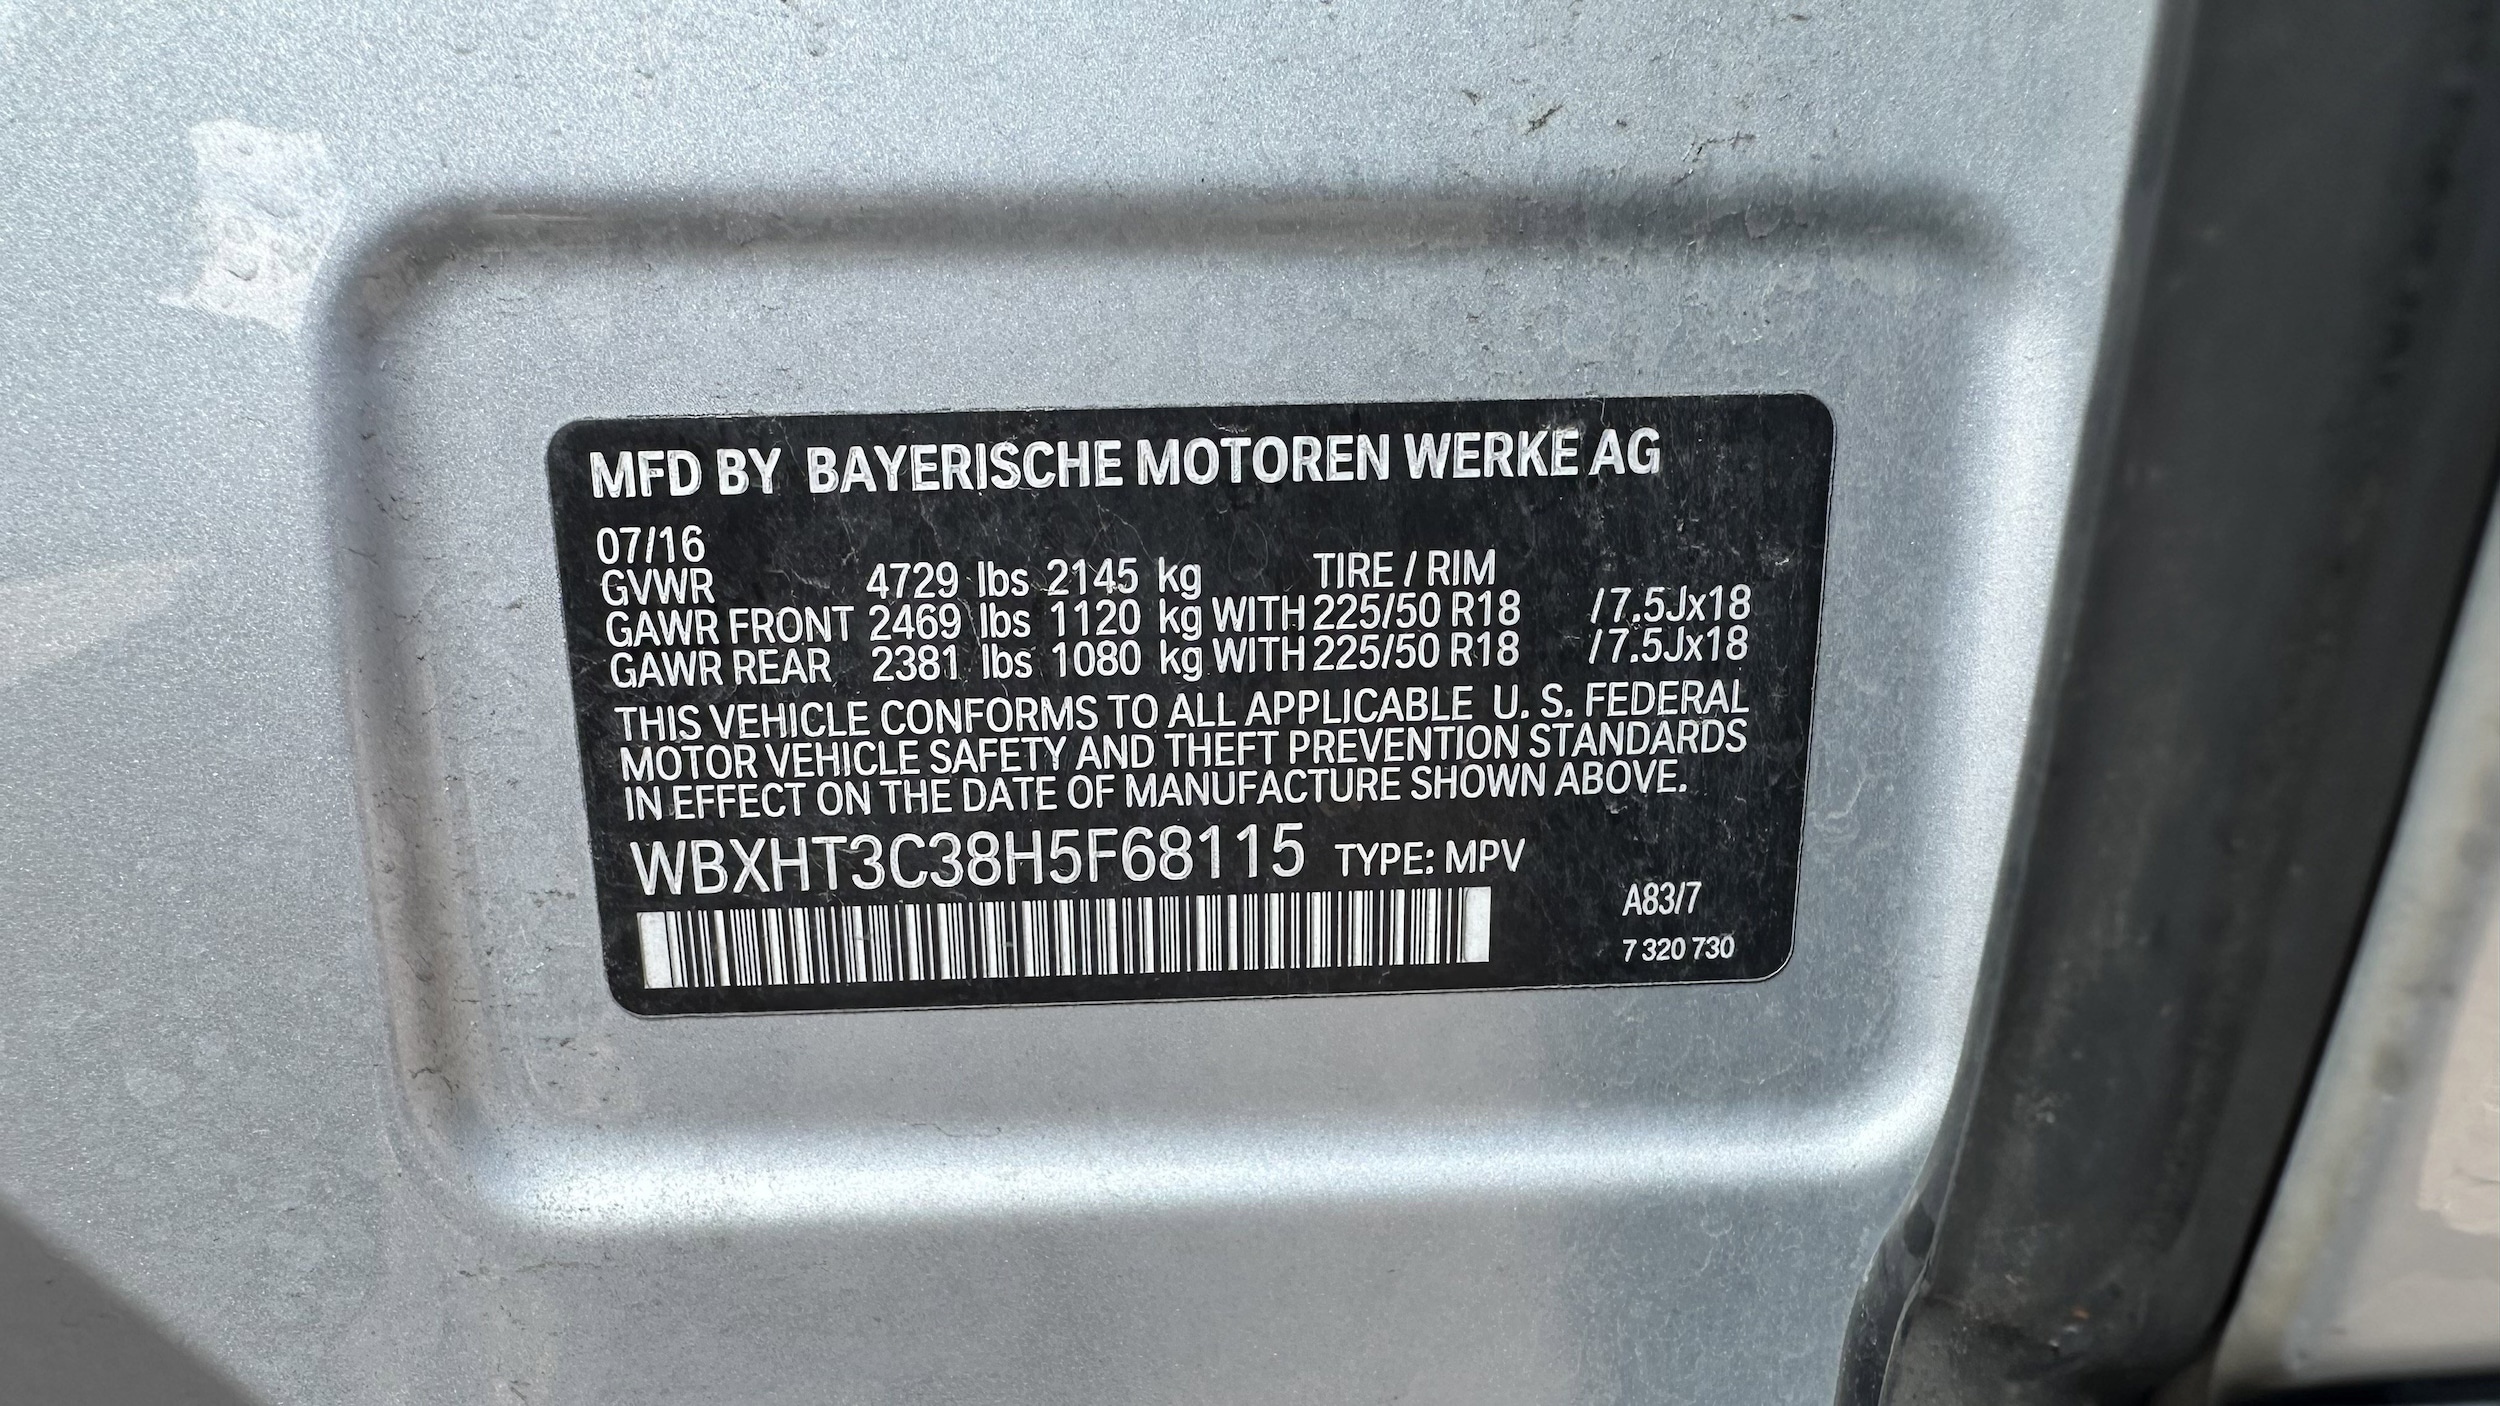 MFD BY BAYERISCHE MOTOREN WERKE AG
07/16
GVWR 4729 lbs 2145 kg TIRE / RIM
GAWR FRONT 2469 lbs 1120 kg WITH 225/50 R18 /7.5Jx18
GAWR REAR 2381 lbs 1080 kg WITH 225/50 R18 /7.5Jx18
THIS VEHICLE CONFORMS TO ALL APPLICABLE U. S. FEDERAL
MOTOR VEHICLE SAFETY AND THEFT PREVENTION STANDARDS
IN EFFECT ON THE DATE OF MANUFACTURE SHOWN ABOVE.
WBXHT3C38H5F68115 TYPE: MPV
A83/7
7 320 730